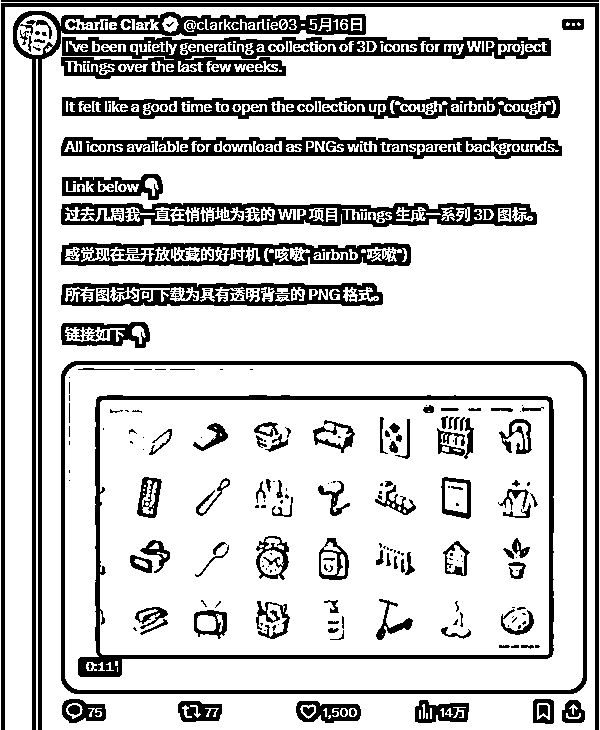 Charlie Clark @clarkcharlie03 · 5月16日
I've been quietly generating a collection of 3D icons for my WIP project
Thiings over the last few weeks.
It felt like a good time to open the collection up (*cough* airbnb *cough*)
All icons available for download as PNGs with transparent backgrounds.
Link below 👇
过去几周我一直在悄悄地为我的 WIP 项目 Thiings 生成一系列 3D 图标。
感觉现在是开放收藏的好时机 (*咳嗽* airbnb *咳嗽*)
所有图标均可下载为具有透明背景的 PNG 格式。
链接如下 👇
0:11
75 77 1,500 14万